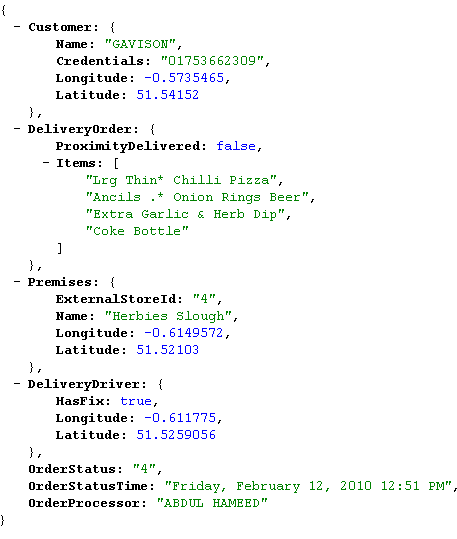 {
- Customer: {
Name: "GAVISON",
Credentials: "01753662309",
Longitude: -0.5735465,
Latitude: 51.54152
},
- DeliveryOrder: {
ProximityDelivered: false,
- Items: [
"Lrg Thin* Chilli Pizza",
"Ancils .* Onion Rings Beer",
"Extra Garlic & Herb Dip",
"Coke Bottle"
]
},
- Premises: {
ExternalStoreId: "4",
Name: "Herbies Slough",
Longitude: -0.6149572,
Latitude: 51.52103
},
- DeliveryDriver: {
HasFix: true,
Longitude: -0.611775,
Latitude: 51.5259056
},
OrderStatus: "4",
OrderStatusTime: "Friday, February 12, 2010 12:51 PM",
OrderProcessor: "ABDUL HAMEED"
}